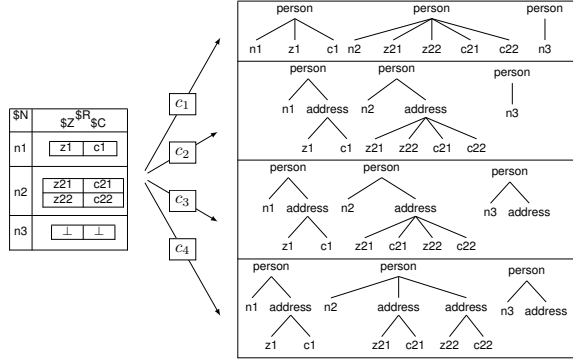 person person person
n1 z1 c1 n2 z21 z22 c21 c22 n3
person person person
n1 address n2 address n3
z1 c1 z21 z22 c21 c22
person person person
n1 address n2 address n3 address
z1 c1 z21 c21 z22 c22
person person person
n1 address n2 address address n3 address
z1 c1 z21 c21 z22 c22
c1
c2
c3
c4
$N $R
$Z $C
n1 z1 c1
n2 z21 c21
z22 c22
n3 ⊥ ⊥